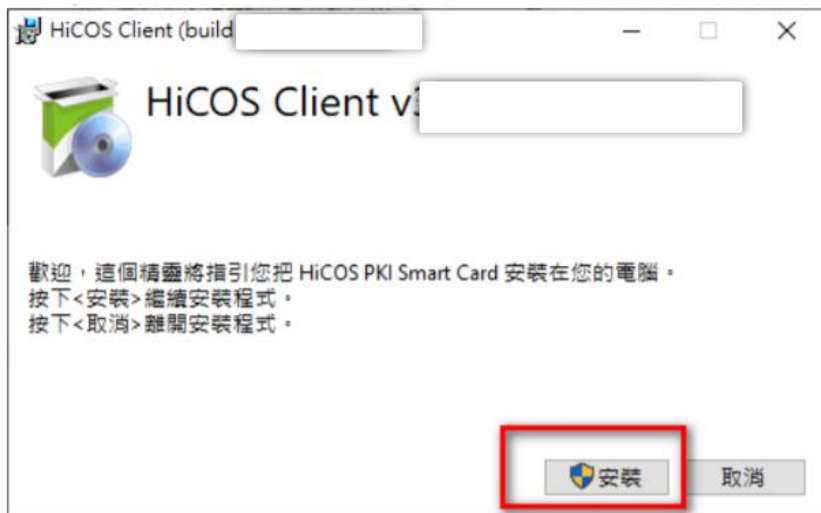 HiCOS Client (build
HiCOS Client v3
歡迎，這個精靈將指引您把 HiCOS PKI Smart Card 安裝在您的電腦。
按下<安裝>繼續安裝程式。
按下<取消>離開安裝程式。
安裝
取消